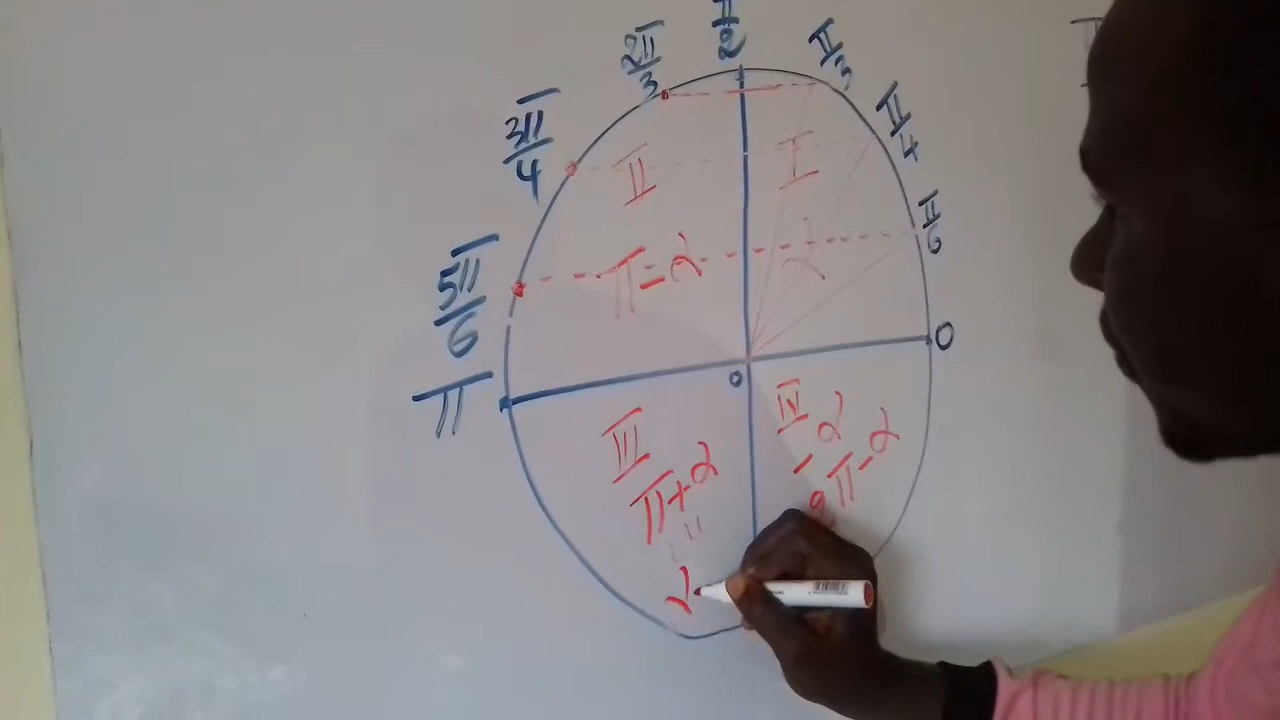 π/2
2π/3
π/3
3π/4
π/4
II
I
π/6
5π/6
π-α
α
0
π
0
III
IV
π+α
-α
2π-α
α